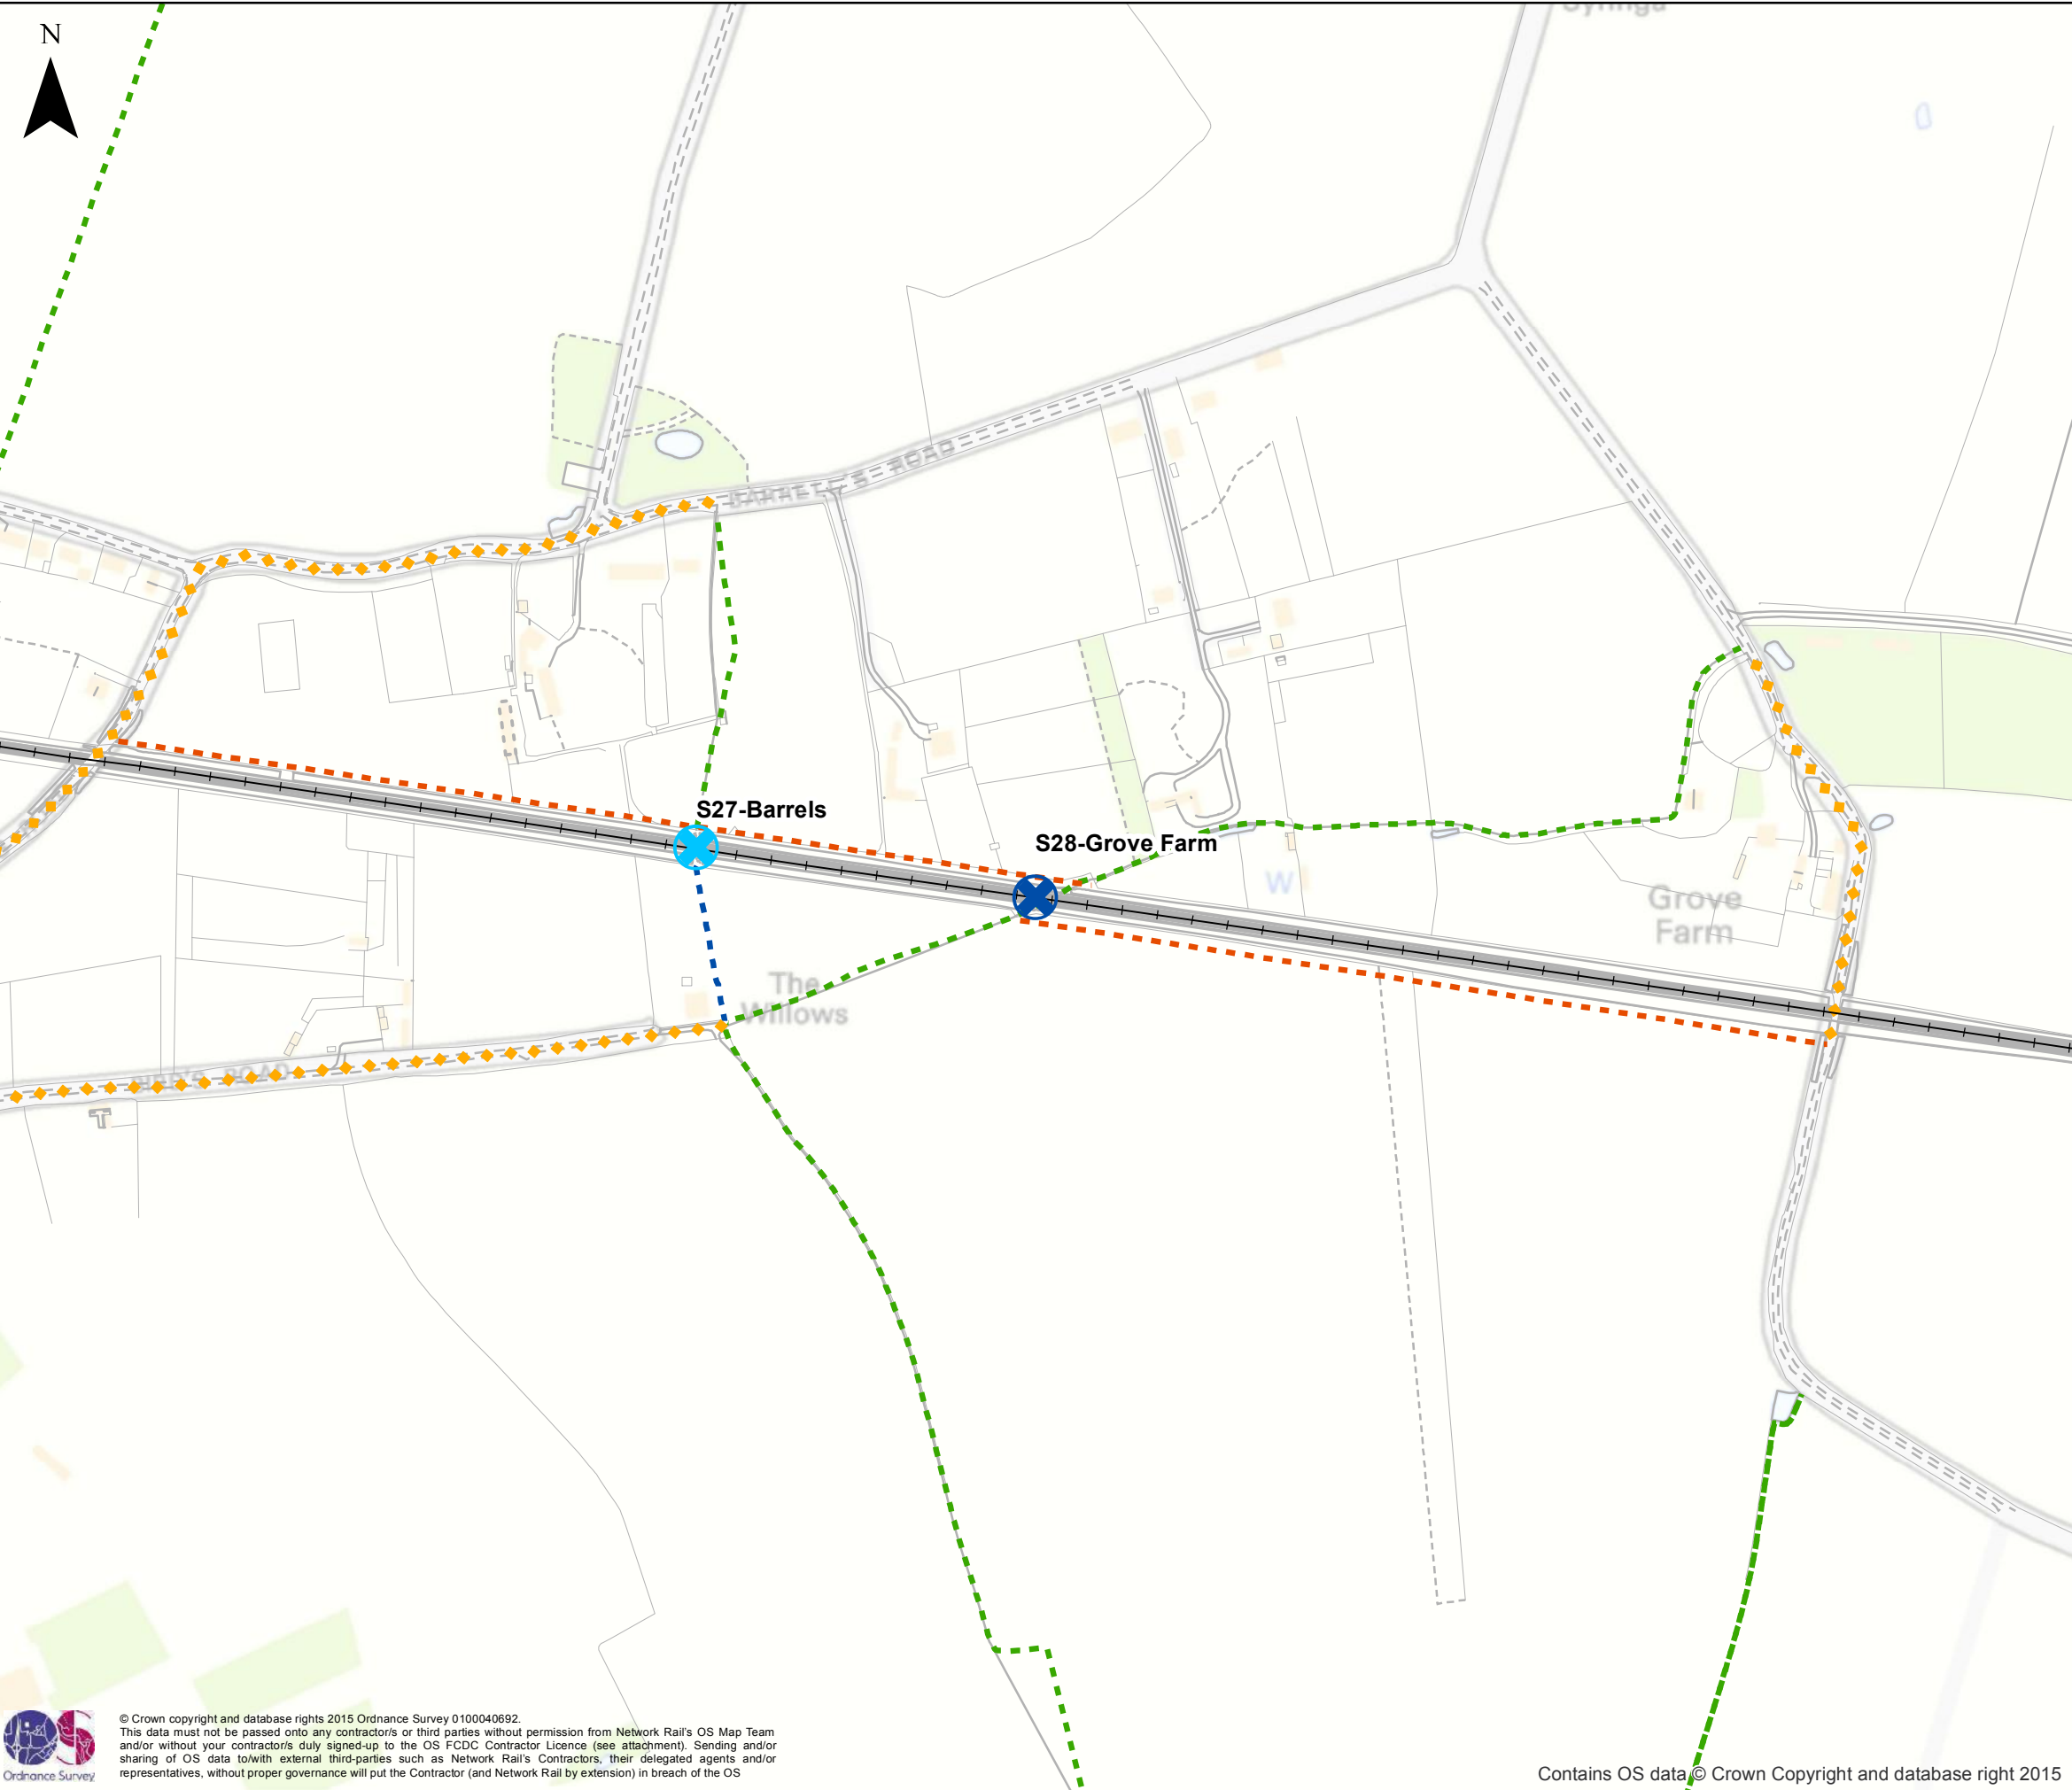 N
BARRELL'S ROAD
S27-Barrels
S28-Grove Farm
W
Grove
Farm
The
Willows
BIRD'S ROAD
© Crown copyright and database rights 2015 Ordnance Survey 0100040692.
This data must not be passed onto any contractor/s or third parties without permission from Network Rail's OS Map Team
and/or without your contractor/s duly signed-up to the OS FCDC Contractor Licence (see attachment). Sending and/or
sharing of OS data to/with external third-parties such as Network Rail's Contractors, their delegated agents and/or
representatives, without proper governance will put the Contractor (and Network Rail by extension) in breach of the OS
Ordnance Survey
Contains OS data © Crown Copyright and database right 2015